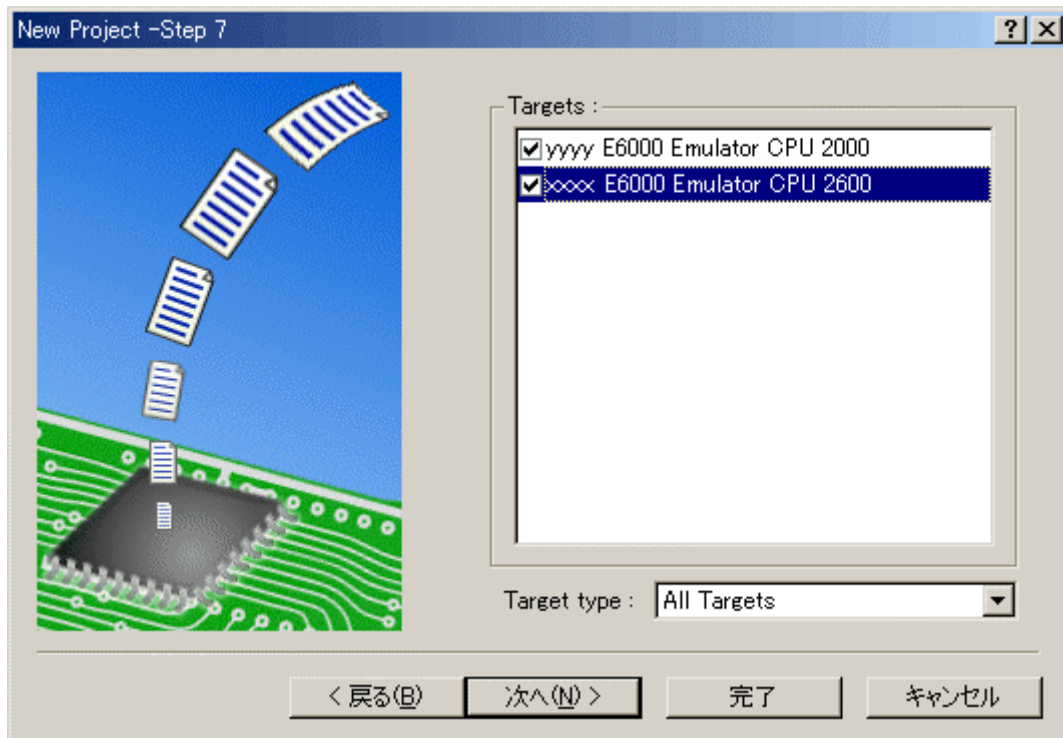 New Project -Step 7
Targets :
yyyy E6000 Emulator CPU 2000
xxxx E6000 Emulator CPU 2600
Target type : All Targets
< 戻る(B) 次へ(N) > 完了 キャンセル